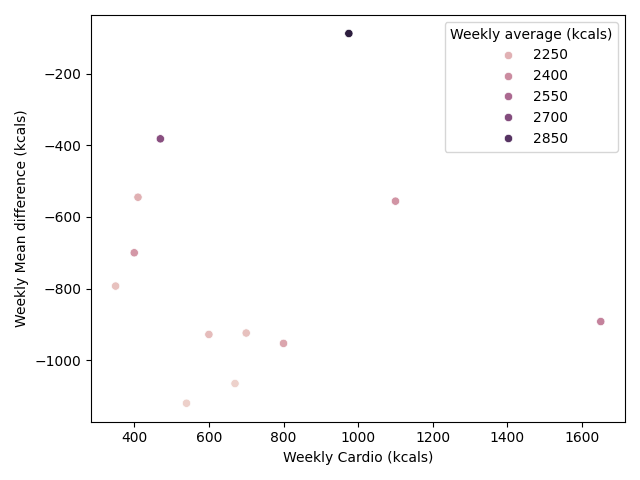 Weekly average (kcals)
2250
2400
2550
2700
2850
−200
−400
−600
−800
−1000
Weekly Mean difference (kcals)
400 600 800 1000 1200 1400 1600
Weekly Cardio (kcals)